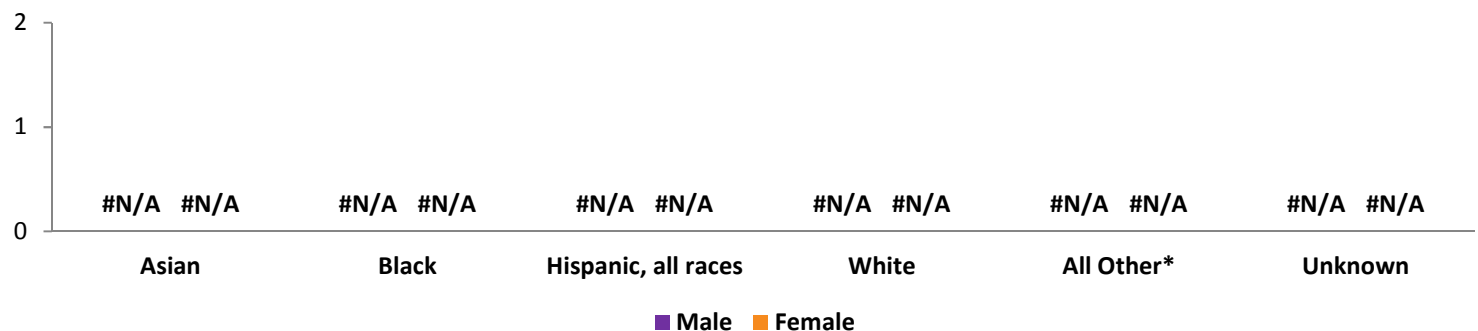 2
1
#N/A #N/A #N/A #N/A #N/A #N/A #N/A #N/A #N/A #N/A #N/A #N/A
0
Asian Black Hispanic, all races White All Other* Unknown
Male Female